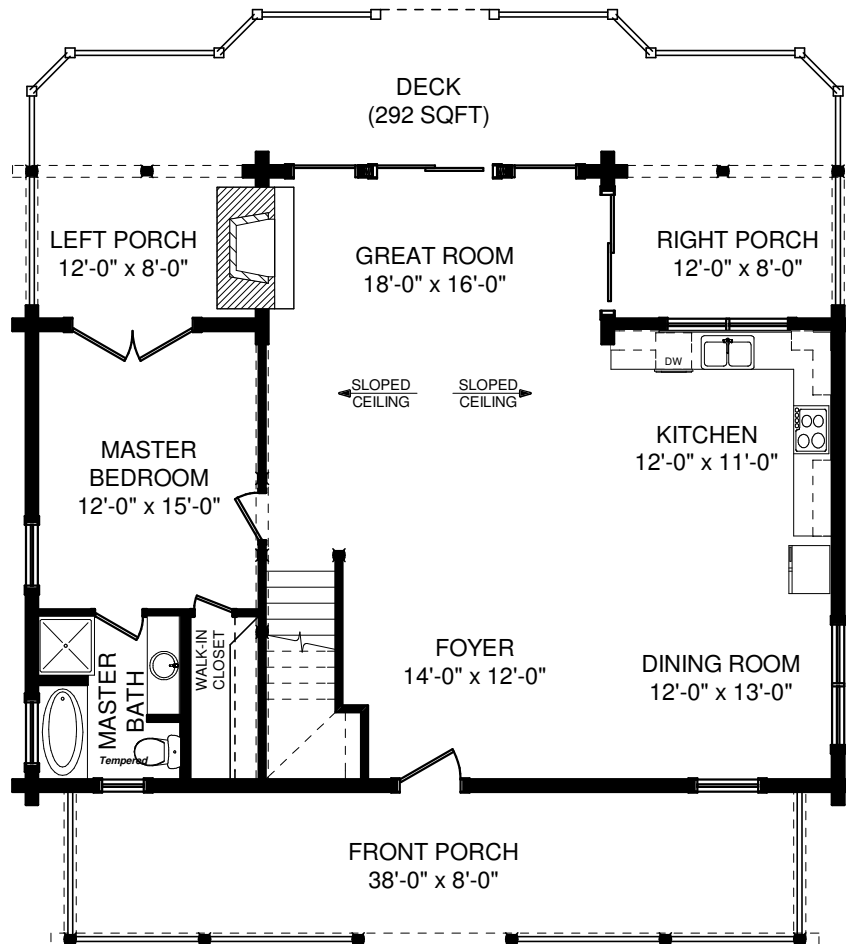 DECK
(292 SQFT)
LEFT PORCH
12'-0" x 8'-0"
GREAT ROOM
18'-0" x 16'-0"
RIGHT PORCH
12'-0" x 8'-0"
DW
SLOPED
CEILING
SLOPED
CEILING
MASTER
BEDROOM
12'-0" x 15'-0"
KITCHEN
12'-0" x 11'-0"
WALK-IN
CLOSET
FOYER
14'-0" x 12'-0"
DINING ROOM
12'-0" x 13'-0"
MASTER
BATH
Tempered
FRONT PORCH
38'-0" x 8'-0"